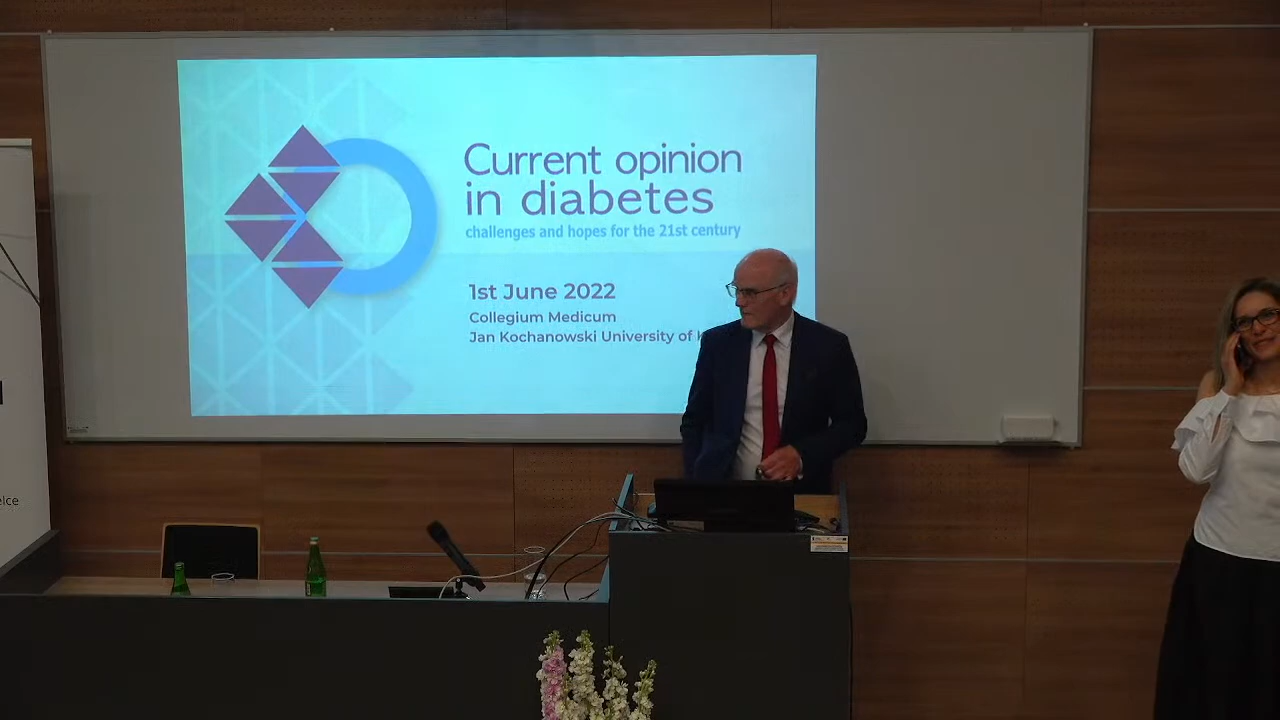 Current opinion
in diabetes
challenges and hopes for the 21st century
1st June 2022
Collegium Medicum
Jan Kochanowski University of